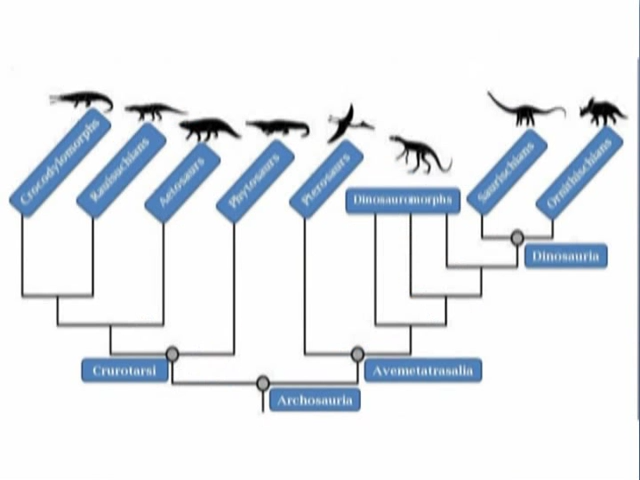 Crocodylomorphs
Rauisuchians
Aetosaurs
Phytosaurs
Pterosaurs
Dinosauromorphs
Saurischians
Ornithischians
Dinosauria
Crurotarsi
Avemetatrasalia
Archosauria